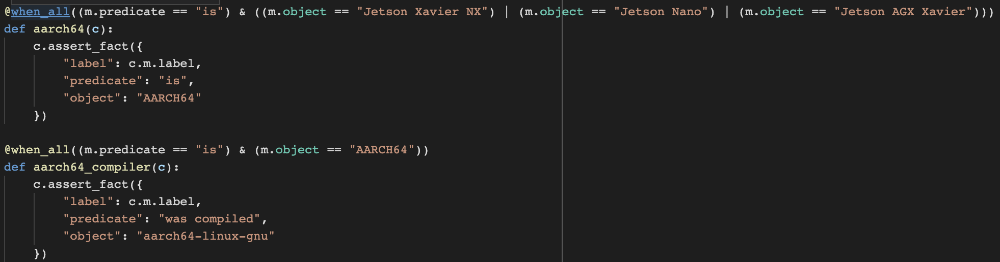 @when_all((m.predicate == "is") & ((m.object == "Jetson Xavier NX") | (m.object == "Jetson Nano") | (m.object == "Jetson AGX Xavier")))
def aarch64(c):
    c.assert_fact({
        "label": c.m.label,
        "predicate": "is",
        "object": "AARCH64"
    })

@when_all((m.predicate == "is") & (m.object == "AARCH64"))
def aarch64_compiler(c):
    c.assert_fact({
        "label": c.m.label,
        "predicate": "was compiled",
        "object": "aarch64-linux-gnu"
    })